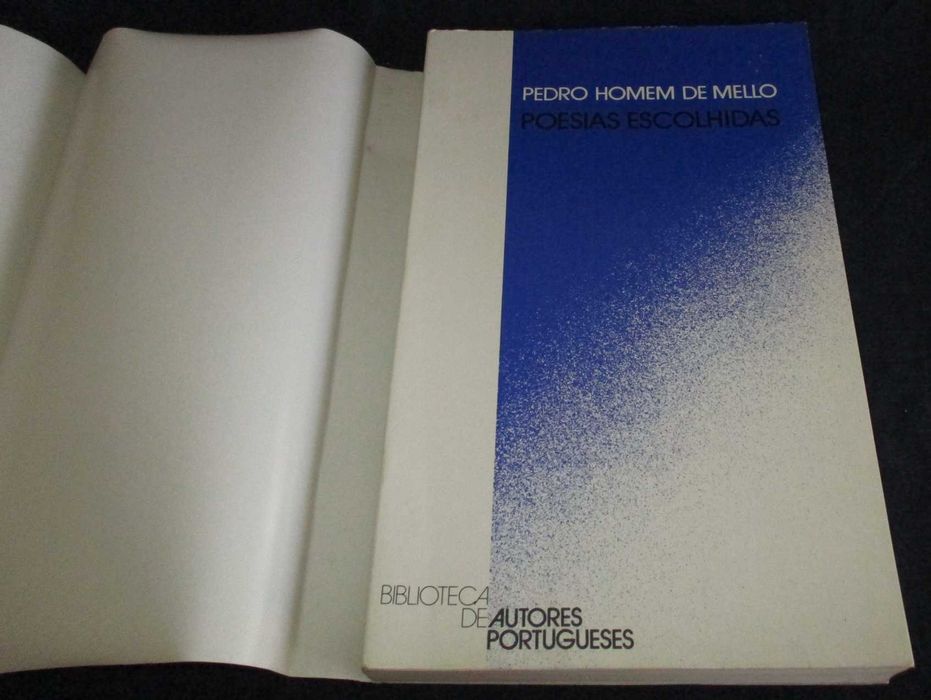 PEDRO HOMEM DE MELLO
POESIAS ESCOLHIDAS
BIBLIOTECA
DE AUTORES
PORTUGUESES